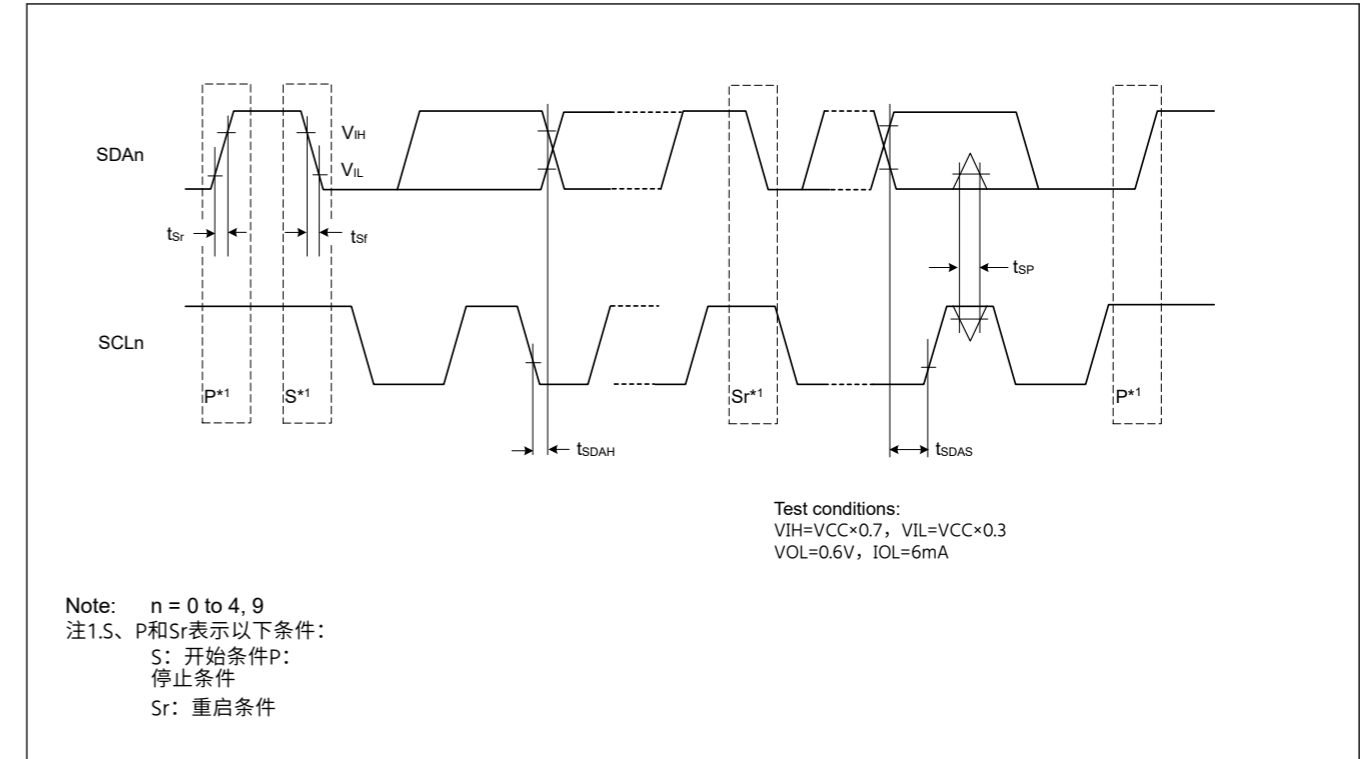 SDAn
VIH
VIL
tSr
tSf
tSP
SCLn
P*1
S*1
Sr*1
P*1
tSDAH
tSDAS
Test conditions:
VIH=VCC×0.7，VIL=VCC×0.3
VOL=0.6V，IOL=6mA
Note: n = 0 to 4, 9
注1.S、P和Sr表示以下条件：
S：开始条件P：
停止条件
Sr：重启条件